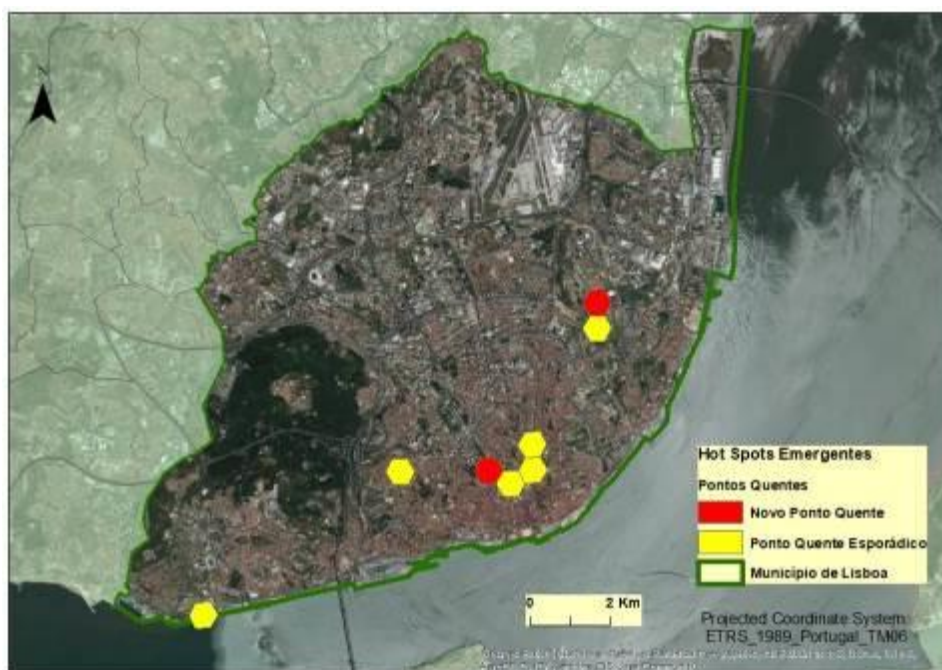 N
Hot Spots Emergentes
Pontos Quentes
Novo Ponto Quente
Ponto Quente Esporádico
Município de Lisboa
0 2 Km
Projected Coordinate System:
ETRS_1989_Portugal_TM06